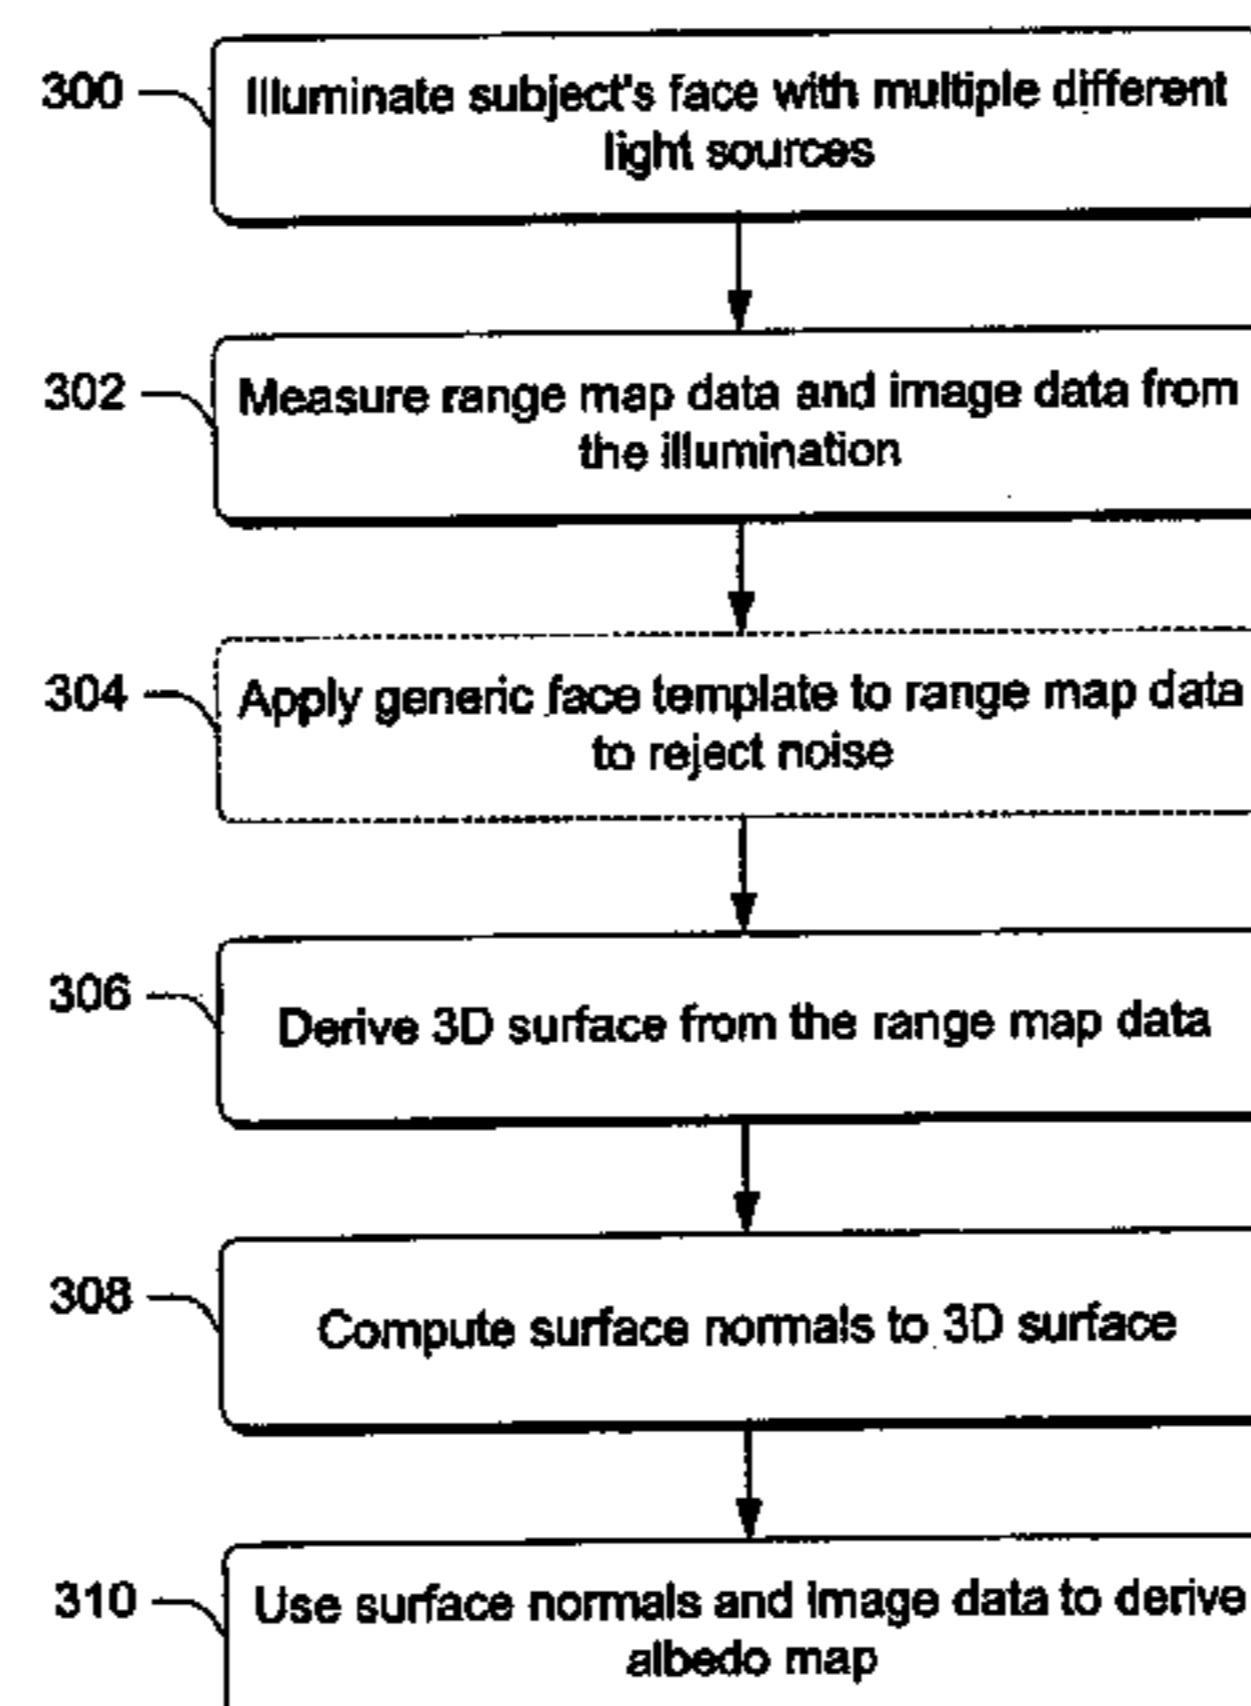 300
Illuminate subject's face with multiple different
light sources
302
Measure range map data and image data from
the illumination
304
Apply generic face template to range map data
to reject noise
306
Derive 3D surface from the range map data
308
Compute surface normals to 3D surface
310
Use surface normals and image data to derive
albedo map